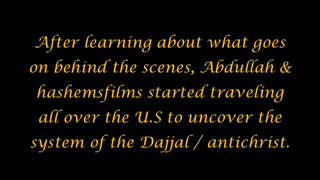 After learning about what goes
on behind the scenes, Abdullah &
hashemsfilms started traveling
all over the U.S to uncover the
system of the Dajjal / antichrist.